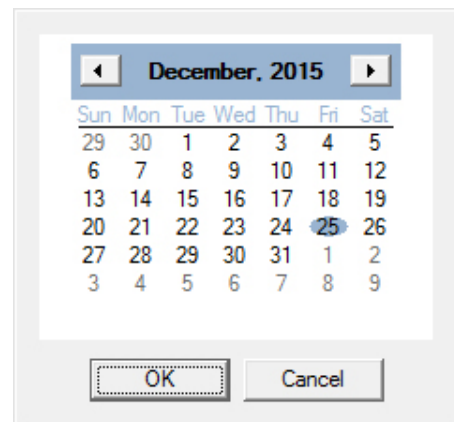 December, 2015
Sun Mon Tue Wed Thu Fri Sat
29 30 1 2 3 4 5
6 7 8 9 10 11 12
13 14 15 16 17 18 19
20 21 22 23 24 25 26
27 28 29 30 31 1 2
3 4 5 6 7 8 9
OK Cancel